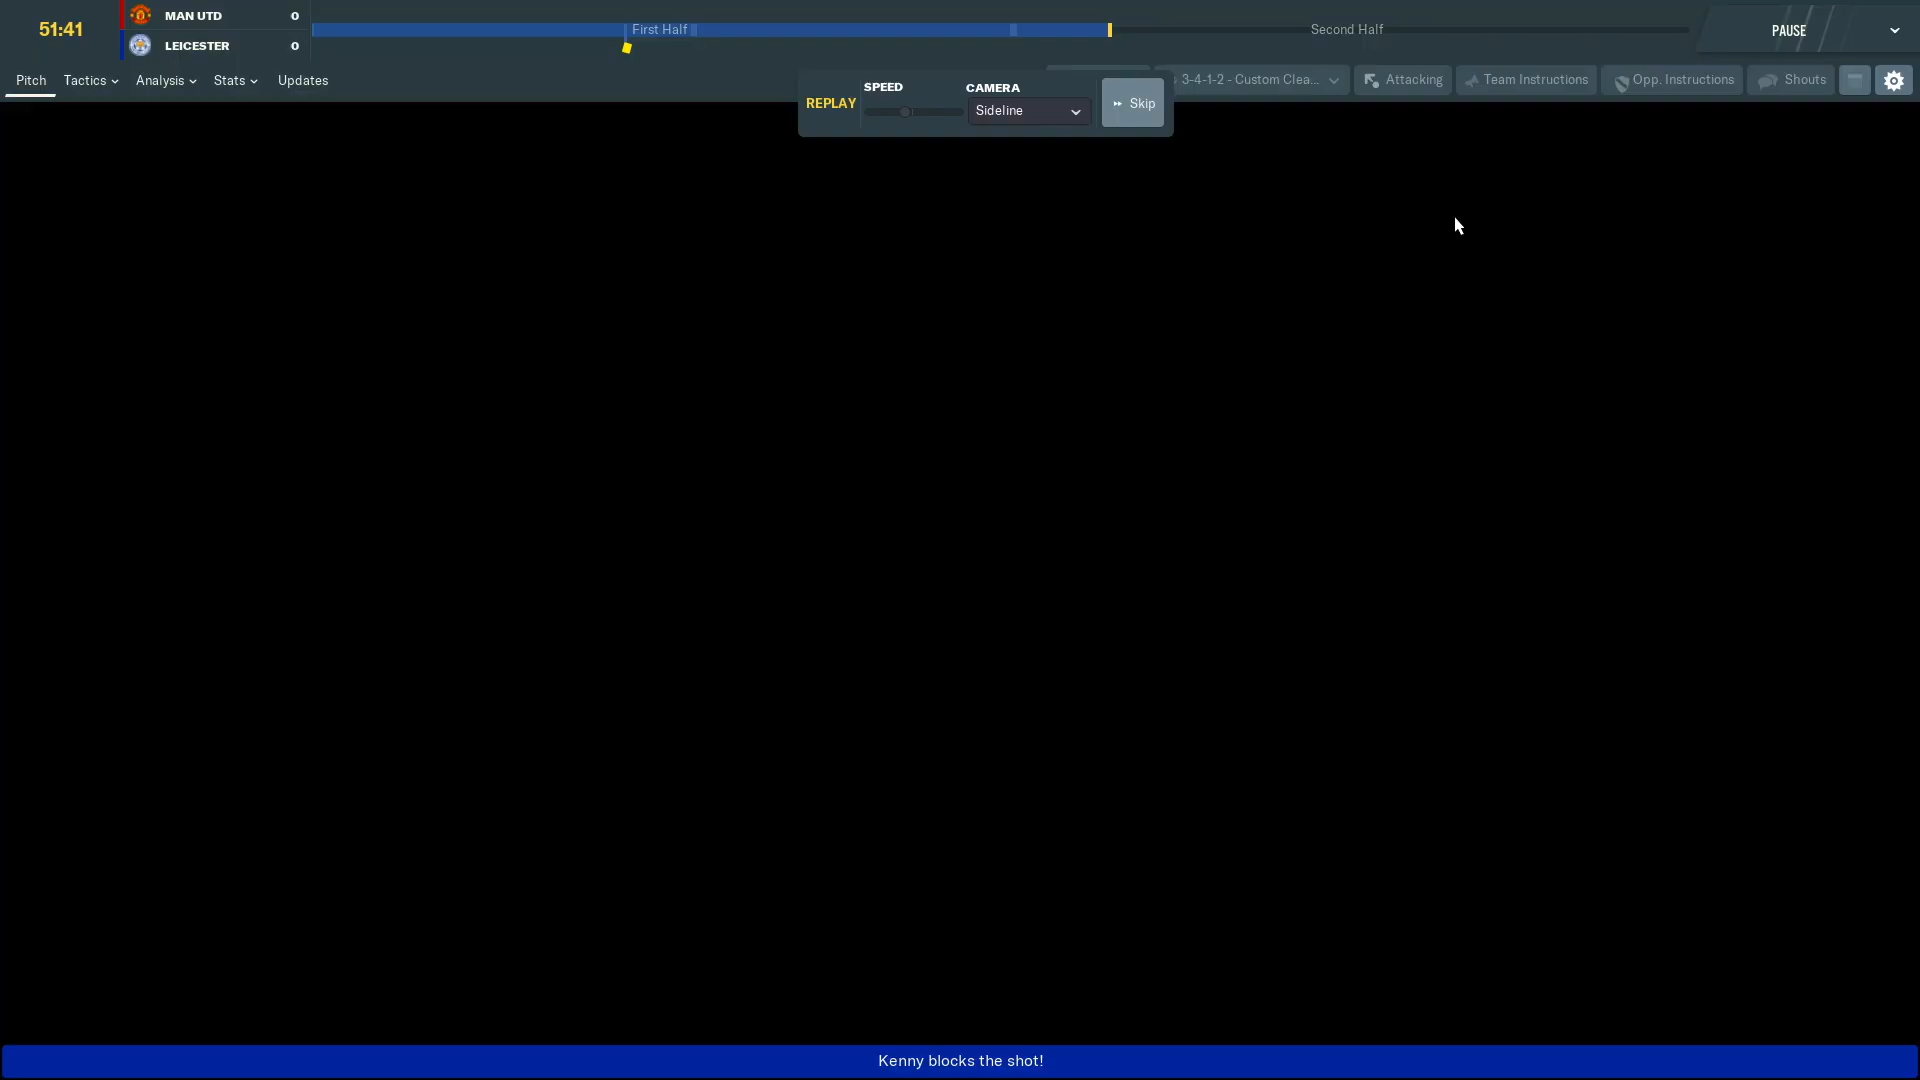 51:41
MAN UTD 0
LEICESTER 0
First Half
Second Half
PAUSE
Pitch
Tactics
Analysis
Stats
Updates
REPLAY
SPEED
CAMERA
Sideline
Skip
3-4-1-2 - Custom Clea...
Attacking
Team Instructions
Opp. Instructions
Shouts
Kenny blocks the shot!